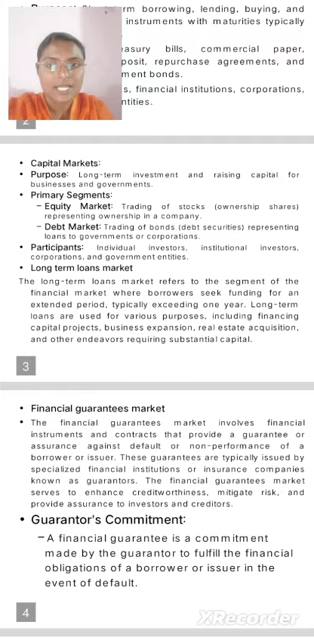 rm borrowing, lending, buying, and
instruments with maturities typically
bills, commercial paper,
repurchase agreements, and
bonds.
financial institutions, corporations,
2
• Capital Markets:
• Purpose: Long-term investment and raising capital for
businesses and governments.
• Primary Segments:
– Equity Market: Trading of stocks (ownership shares)
representing ownership in a company.
– Debt Market: Trading of bonds (debt securities) representing
loans to governments or corporations.
• Participants: Individual investors, institutional investors,
corporations, and government entities.
• Long term loans market
The long-term loans market refers to the segment of the
financial market where borrowers seek funding for an
extended period, typically exceeding one year. Long-term
loans are used for various purposes, including financing
capital projects, business expansion, real estate acquisition,
and other endeavors requiring substantial capital.
3
• Financial guarantees market
• The financial guarantees market involves financial
instruments and contracts that provide a guarantee or
assurance against default or non-performance of a
borrower or issuer. These guarantees are typically issued by
specialized financial institutions or insurance companies
known as guarantors. The financial guarantees market
serves to enhance creditworthiness, mitigate risk, and
provide assurance to investors and creditors.
• Guarantor's Commitment:
– A financial guarantee is a commitment
made by the guarantor to fulfill the financial
obligations of a borrower or issuer in the
event of default.
4
XRecorder